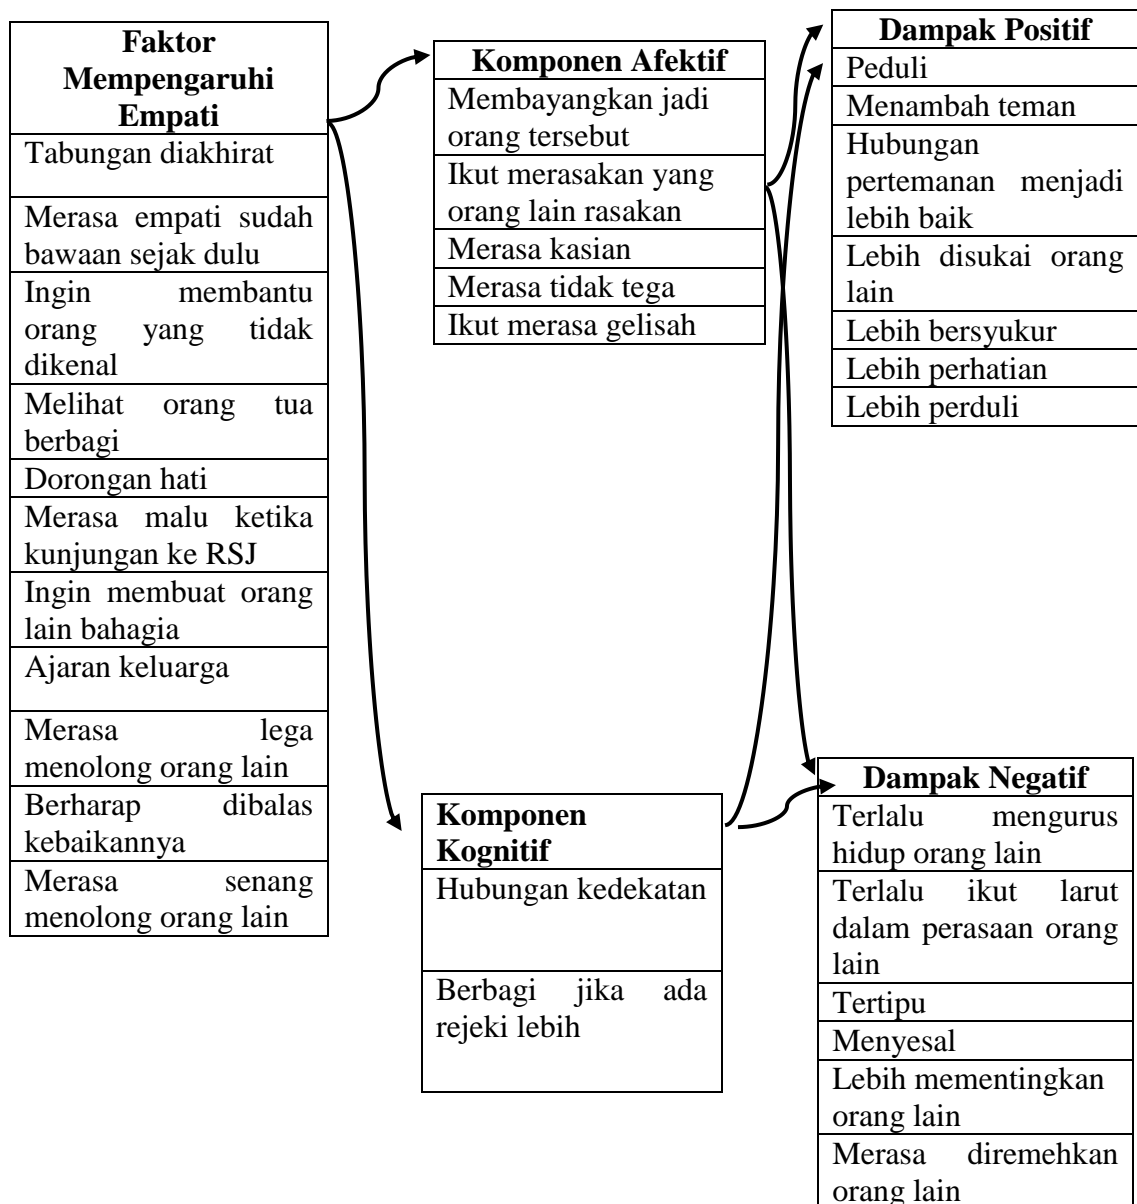 Faktor
Mempengaruhi
Empati
Tabungan diakhirat
Merasa empati sudah
bawaan sejak dulu
Ingin membantu
orang yang tidak
dikenal
Melihat orang tua
berbagi
Dorongan hati
Merasa malu ketika
kunjungan ke RSJ
Ingin membuat orang
lain bahagia
Ajaran keluarga
Merasa lega
menolong orang lain
Berharap dibalas
kebaikannya
Merasa senang
menolong orang lain
Komponen Afektif
Membayangkan jadi
orang tersebut
Ikut merasakan yang
orang lain rasakan
Merasa kasian
Merasa tidak tega
Ikut merasa gelisah
Komponen
Kognitif
Hubungan kedekatan
Berbagi jika ada
rejeki lebih
Dampak Positif
Peduli
Menambah teman
Hubungan
pertemanan menjadi
lebih baik
Lebih disukai orang
lain
Lebih bersyukur
Lebih perhatian
Lebih perduli
Dampak Negatif
Terlalu mengurus
hidup orang lain
Terlalu ikut larut
dalam perasaan orang
lain
Tertipu
Menyesal
Lebih mementingkan
orang lain
Merasa diremehkan
orang lain